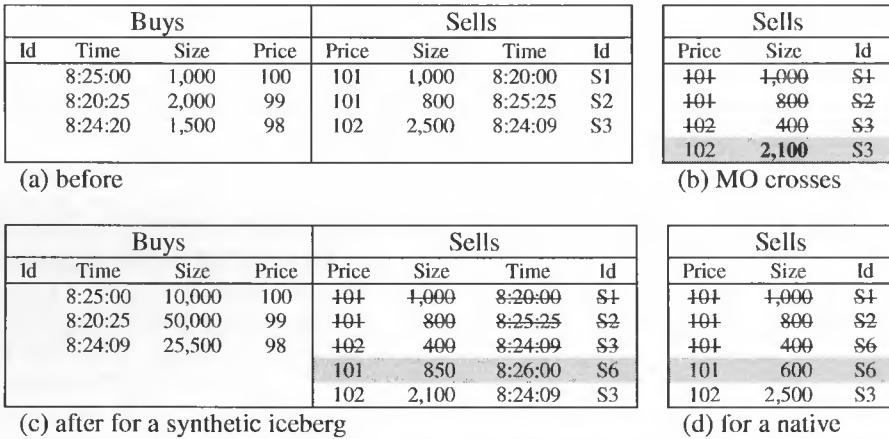 Buys Sells
Id Time Size Price Price Size Time Id
8:25:00 1,000 100 101 1,000 8:20:00 S1
8:20:25 2,000 99 101 800 8:25:25 S2
8:24:20 1,500 98 102 2,500 8:24:09 S3
(a) before
Sells
Price Size Id
101 1,000 S1
101 800 S2
102 400 S3
102 2,100 S3
(b) MO crosses
Buys Sells
Id Time Size Price Price Size Time Id
8:25:00 10,000 100 101 1,000 8:20:00 S1
8:20:25 50,000 99 101 800 8:25:25 S2
8:24:09 25,500 98 102 400 8:24:09 S3
101 850 8:26:00 S6
102 2,100 8:24:09 S3
(c) after for a synthetic iceberg
Sells
Price Size Id
101 1,000 S1
101 800 S2
101 400 S6
101 600 S6
102 2,500 S3
(d) for a native